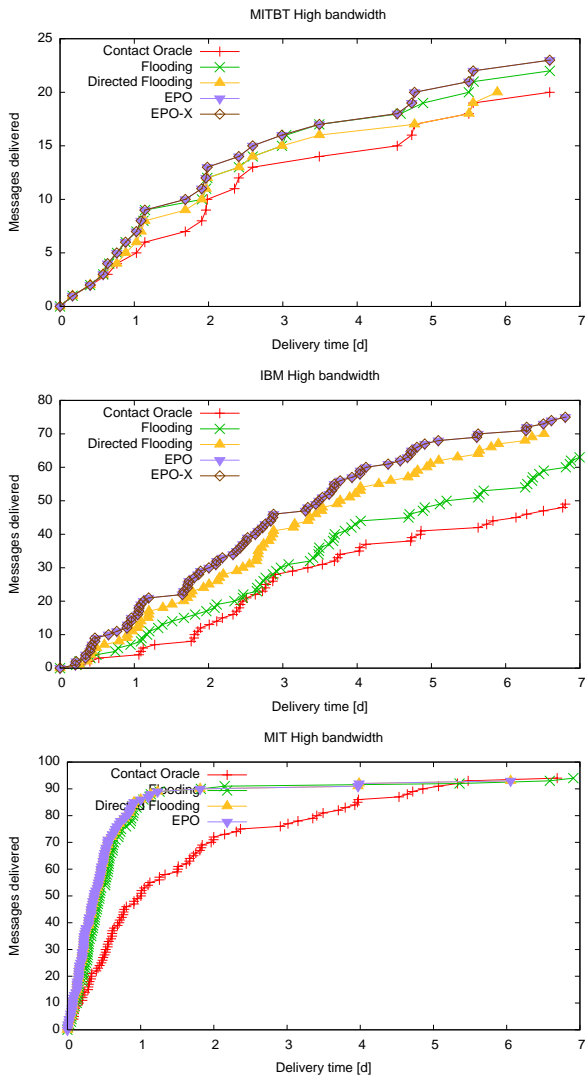 MITBT High bandwidth
Messages delivered
25
20
15
10
5
0
Contact Oracle
Flooding
Directed Flooding
EPO
EPO-X
0 1 2 3 4 5 6 7
Delivery time [d]
IBM High bandwidth
Messages delivered
80
70
60
50
40
30
20
10
0
Contact Oracle
Flooding
Directed Flooding
EPO
EPO-X
0 1 2 3 4 5 6 7
Delivery time [d]
MIT High bandwidth
Messages delivered
100
90
80
70
60
50
40
30
20
10
0
Contact Oracle
Flooding
Directed Flooding
EPO
0 1 2 3 4 5 6 7
Delivery time [d]